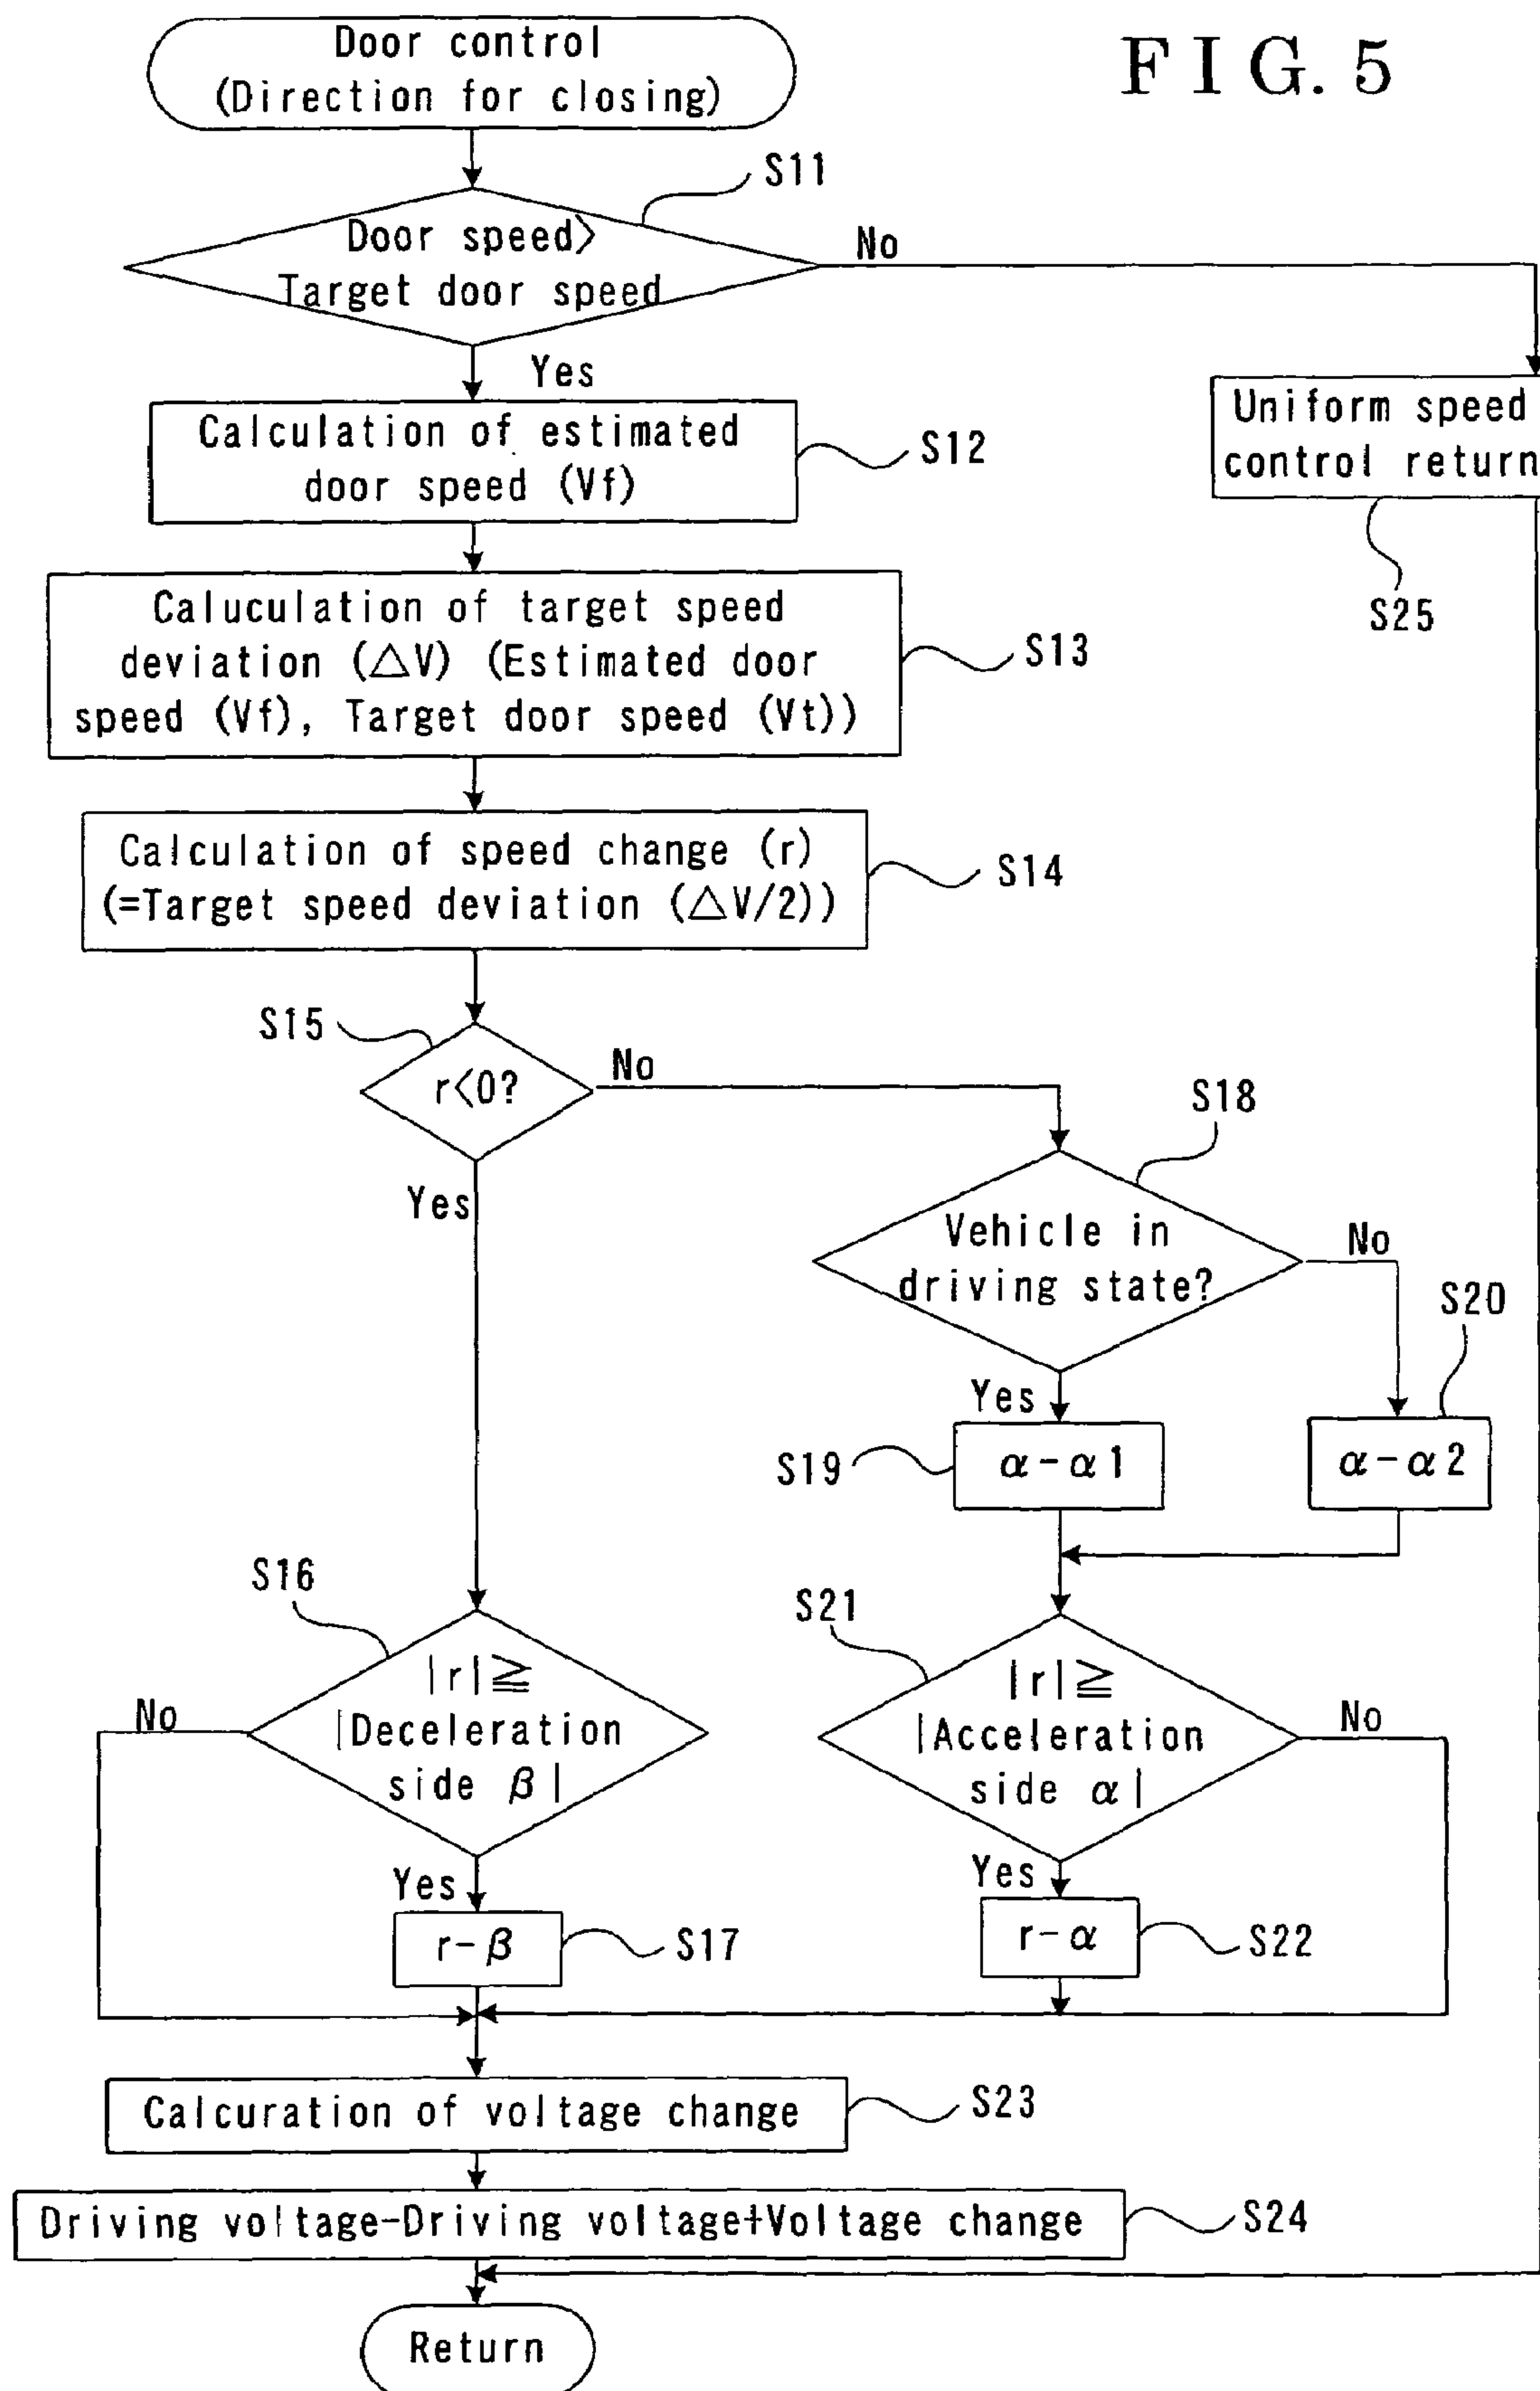 FIG. 5
Door control
(Direction for closing)
S11
Door speed>
Target door speed
No
Yes
Calculation of estimated
door speed (Vf)
S12
Uniform speed
control return
S25
Caluculation of target speed
deviation (△V) (Estimated door
speed (Vf), Target door speed (Vt))
S13
Calculation of speed change (r)
(=Target speed deviation (△V/2))
S14
S15
r<0?
No
Yes
S18
Vehicle in
driving state?
No
Yes
S20
S19
α-α1
α-α2
S16
|r|≧
|Deceleration
side β|
No
Yes
S21
|r|≧
|Acceleration
side α|
No
Yes
r-β
S17
r-α
S22
Calcuration of voltage change
S23
Driving voltage-Driving voltage+Voltage change
S24
Return